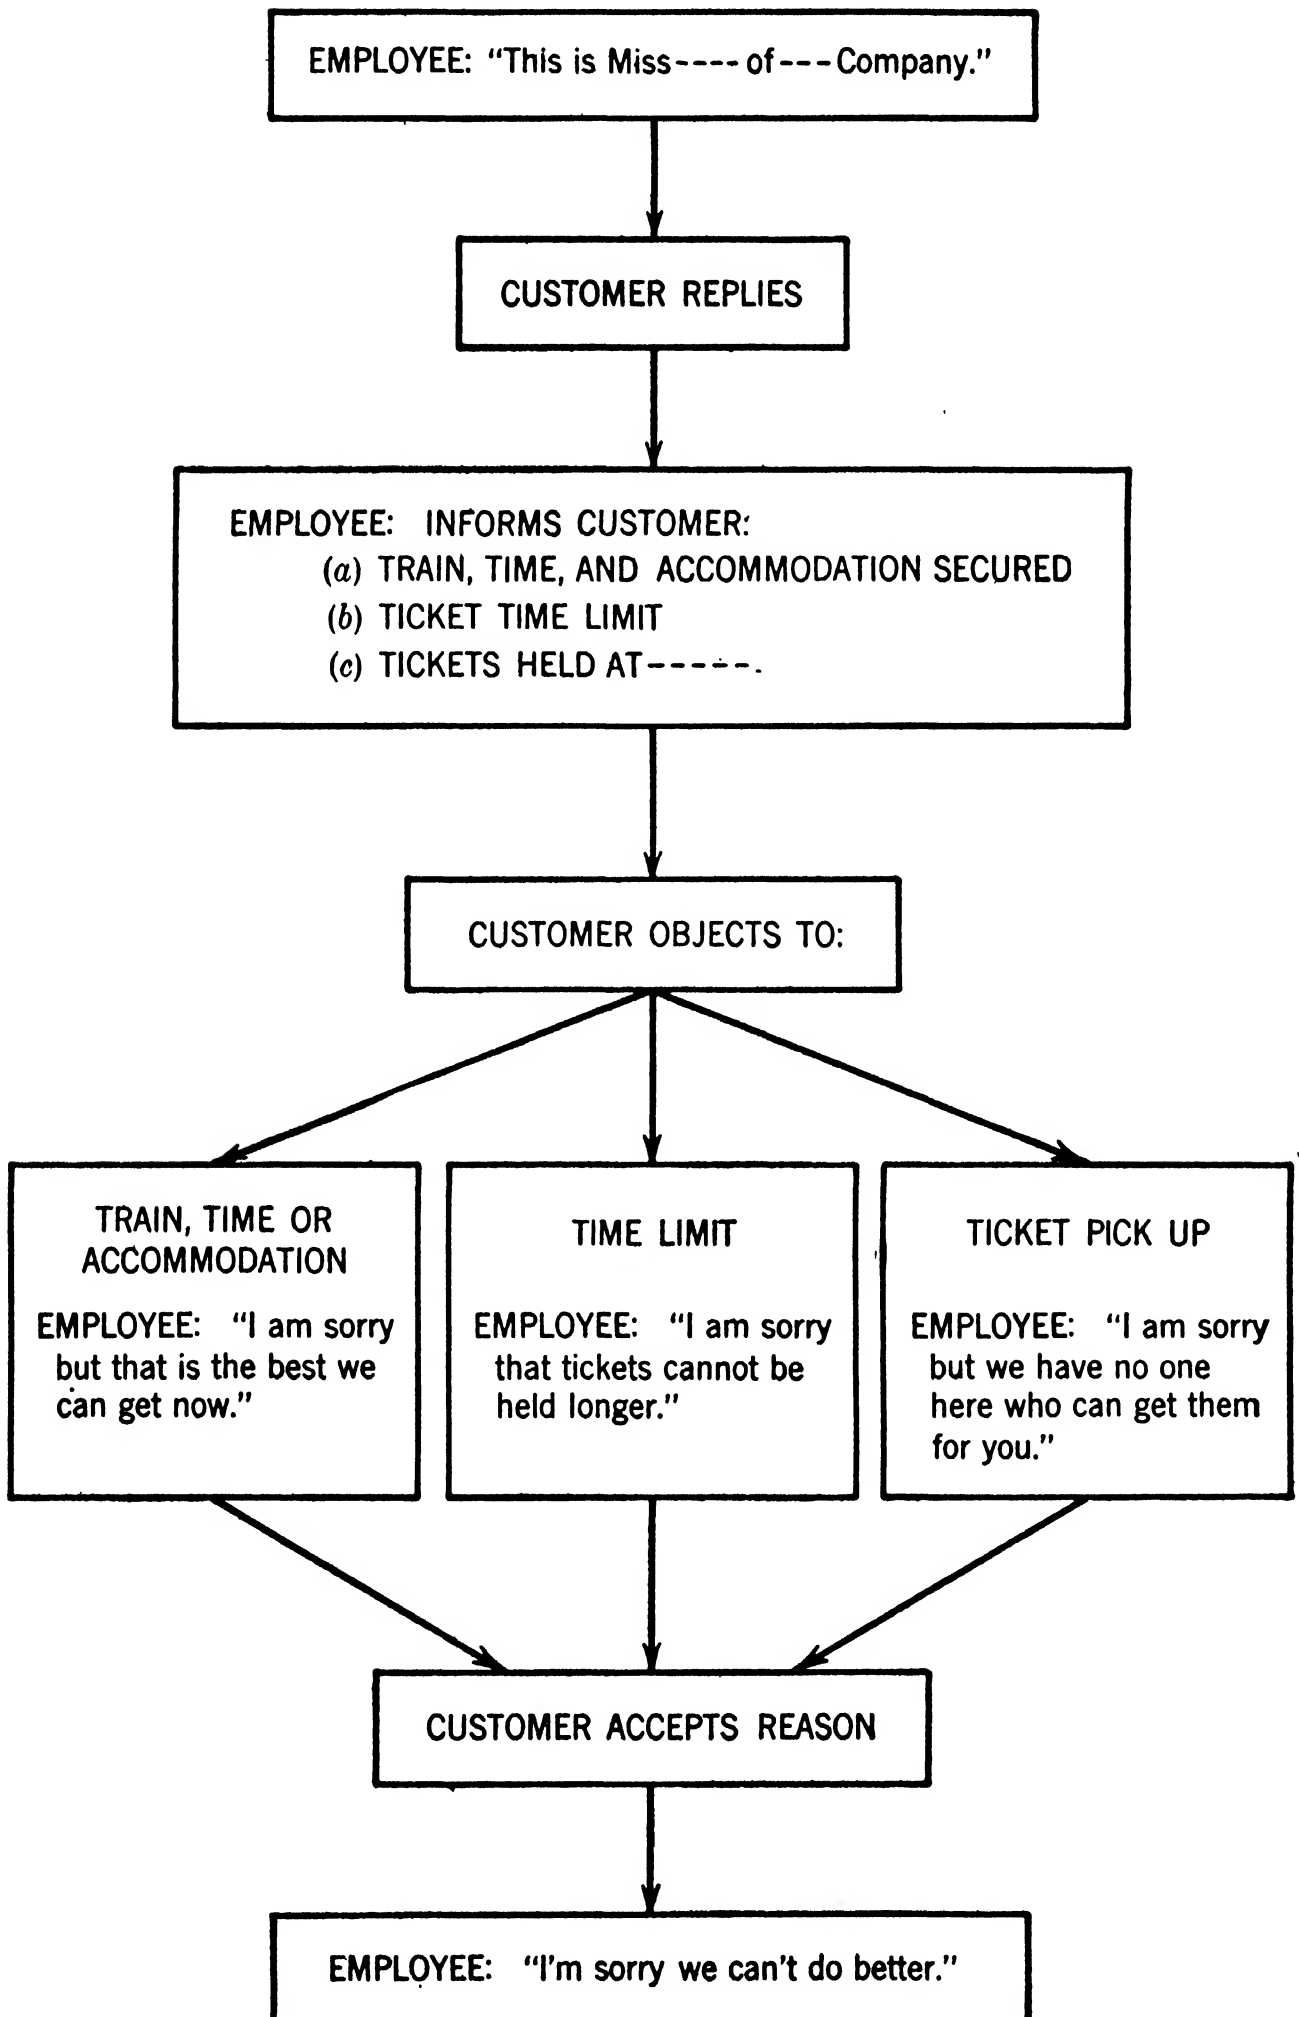 EMPLOYEE: “This is Miss---- of --- Company.”
CUSTOMER REPLIES
EMPLOYEE: INFORMS CUSTOMER:
(a) TRAIN, TIME, AND ACCOMMODATION SECURED
(b) TICKET TIME LIMIT
(c) TICKETS HELD AT-----.
CUSTOMER OBJECTS TO:
TRAIN, TIME OR
ACCOMMODATION
EMPLOYEE: “I am sorry
but that is the best we
can get now.”
TIME LIMIT
EMPLOYEE: “I am sorry
that tickets cannot be
held longer.”
TICKET PICK UP
EMPLOYEE: “I am sorry
but we have no one
here who can get them
for you.”
CUSTOMER ACCEPTS REASON
EMPLOYEE: “I'm sorry we can't do better.”